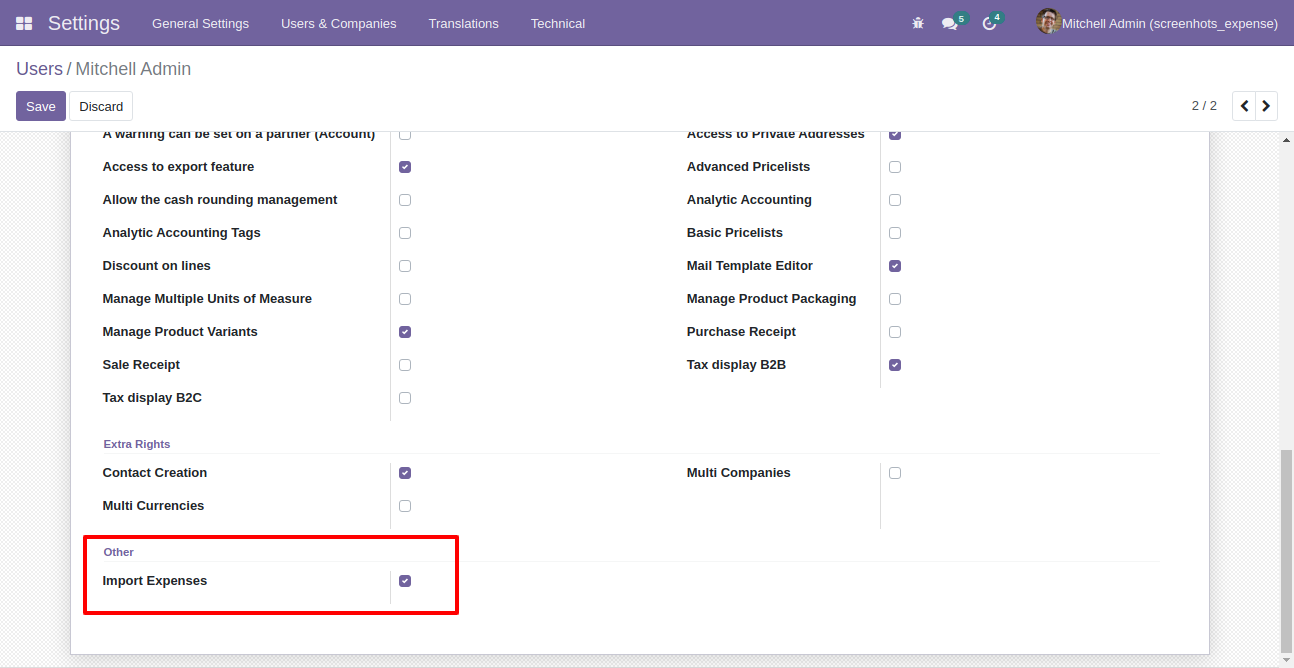 Settings General Settings Users & Companies Translations Technical 5 4 Mitchell Admin (screenhots_expense)
Users / Mitchell Admin
Save Discard 2 / 2
A warning can be set on a partner (Account) Access to Private Addresses
Access to export feature Advanced Pricelists
Allow the cash rounding management Analytic Accounting
Analytic Accounting Tags Basic Pricelists
Discount on lines Mail Template Editor
Manage Multiple Units of Measure Manage Product Packaging
Manage Product Variants Purchase Receipt
Sale Receipt Tax display B2B
Tax display B2C
Extra Rights
Contact Creation Multi Companies
Multi Currencies
Other
Import Expenses